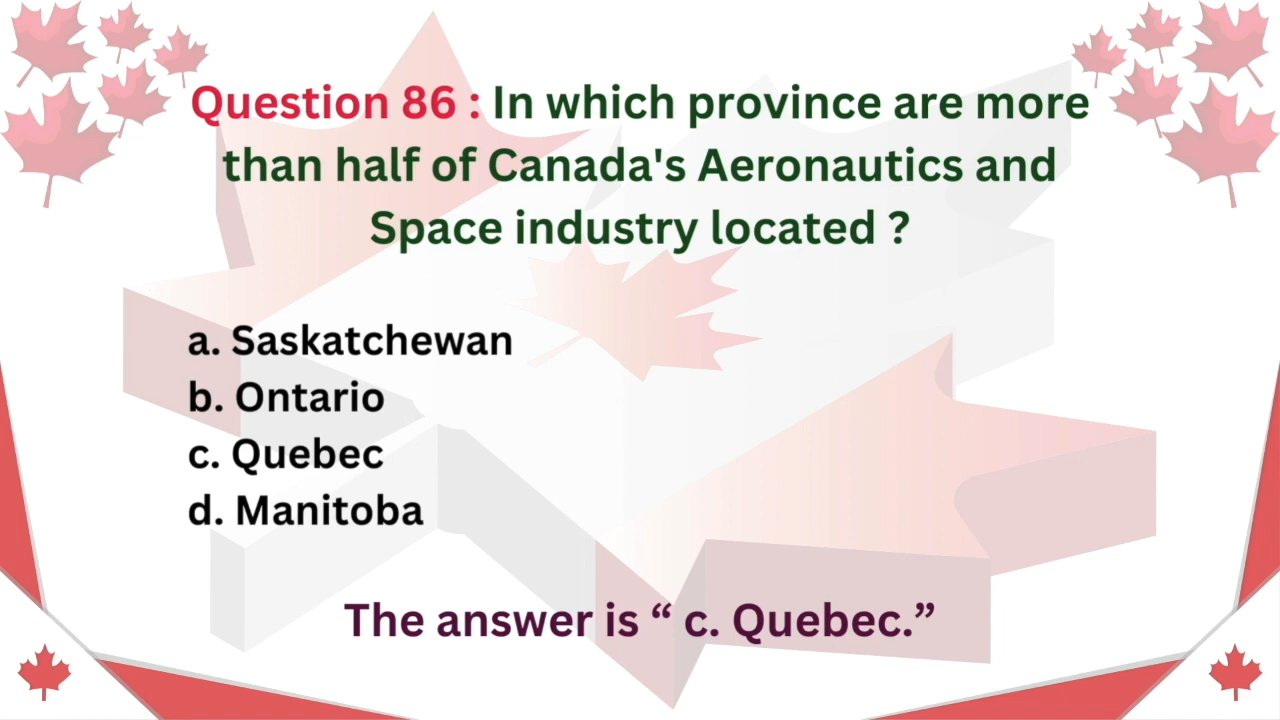 Question 86 : In which province are more
than half of Canada's Aeronautics and
Space industry located ?
a. Saskatchewan
b. Ontario
c. Quebec
d. Manitoba
The answer is “ c. Quebec.”